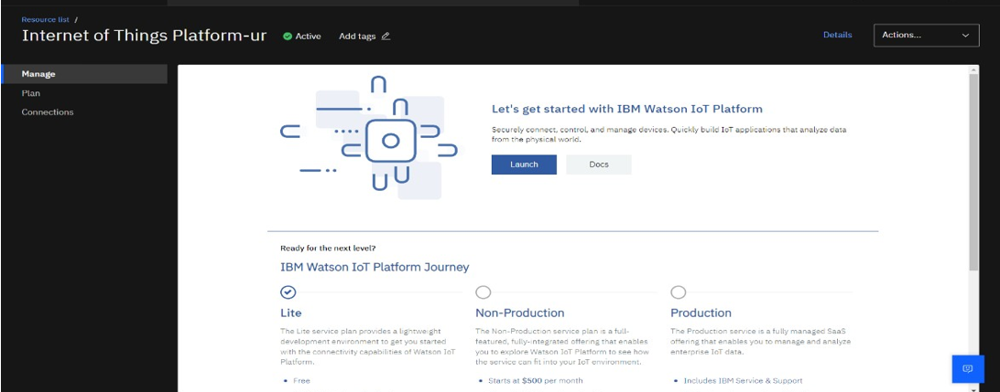 Resource list /
Internet of Things Platform-ur Active Add tags Details Actions...
Manage
Plan
Connections
Let's get started with IBM Watson IoT Platform
Securely connect, control, and manage devices. Quickly build IoT applications that analyze data
from the physical world.
Launch Docs
Ready for the next level?
IBM Watson IoT Platform Journey
Lite Non-Production Production
The Lite service plan provides a lightweight
development environment to get you started
with the connectivity capabilities of Watson IoT
Platform.
• Free
The Non-Production service plan is a full-
featured, fully-integrated offering that enables
you to explore Watson IoT Platform to see how
the service can fit into your IoT environment.
• Starts at $500 per month
The Production service is a fully managed SaaS
offering that enables you to manage and analyze
enterprise IoT data.
• Includes IBM Service & Support